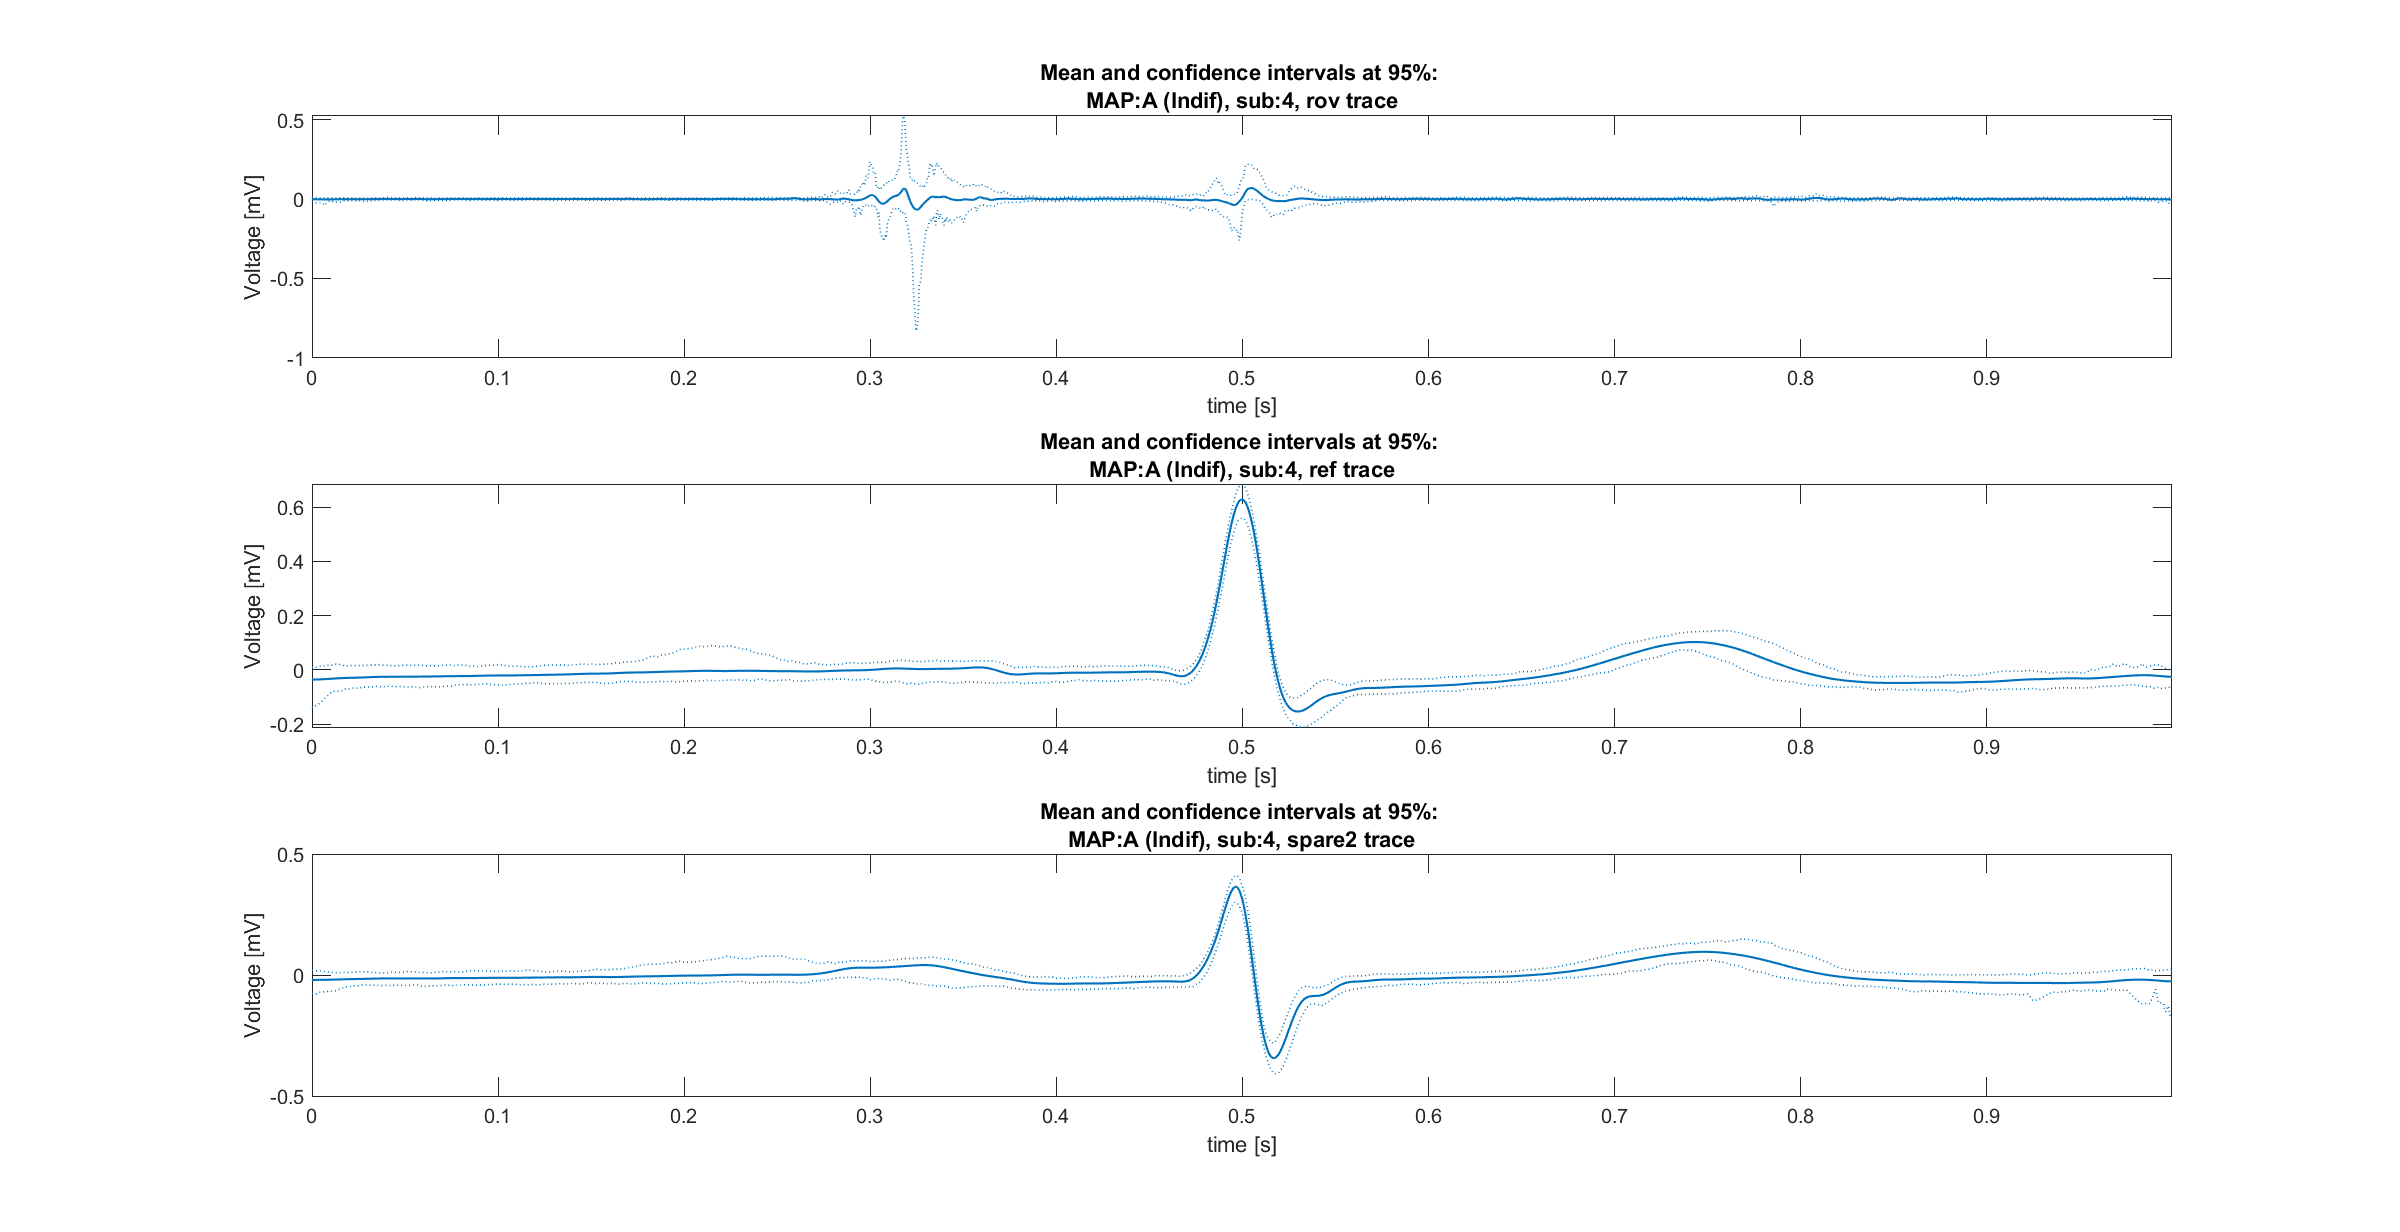 Mean and confidence intervals at 95%:
MAP:A (Indif), sub:4, rov trace
Voltage [mV]
0.5
0
-0.5
-1
0 0.1 0.2 0.3 0.4 0.5 0.6 0.7 0.8 0.9
time [s]
Mean and confidence intervals at 95%:
MAP:A (Indif), sub:4, ref trace
Voltage [mV]
0.6
0.4
0.2
0
-0.2
0 0.1 0.2 0.3 0.4 0.5 0.6 0.7 0.8 0.9
time [s]
Mean and confidence intervals at 95%:
MAP:A (Indif), sub:4, spare2 trace
Voltage [mV]
0.5
0
-0.5
0 0.1 0.2 0.3 0.4 0.5 0.6 0.7 0.8 0.9
time [s]